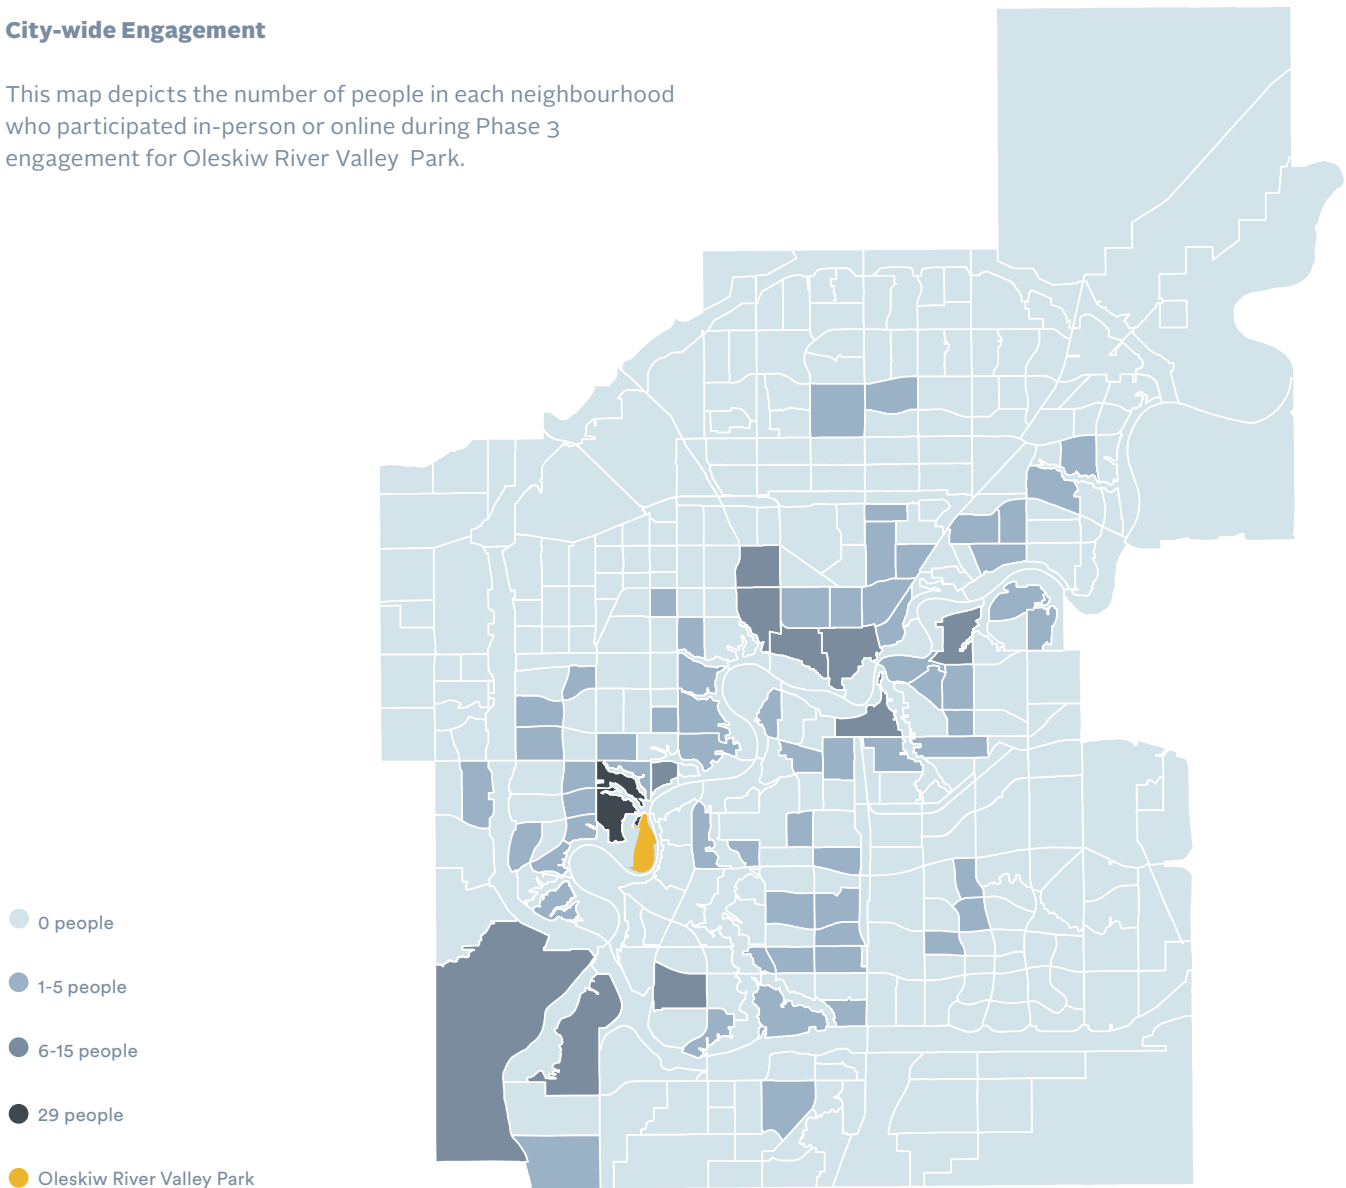 City-wide Engagement
This map depicts the number of people in each neighbourhood
who participated in-person or online during Phase 3
engagement for Oleskiw River Valley Park.
0 people
1-5 people
6-15 people
29 people
Oleskiw River Valley Park